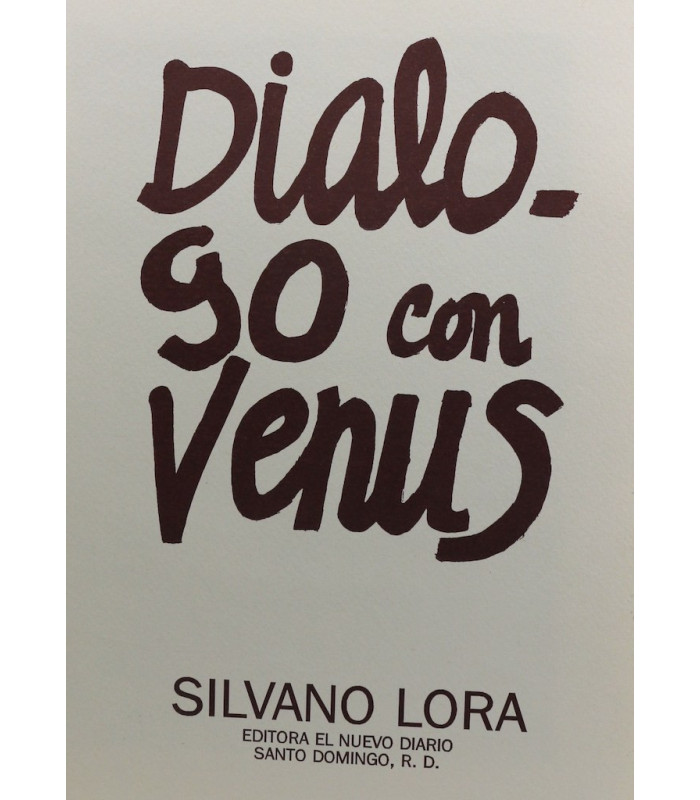 Dialo-
go con
Venus
SILVANO LORA
EDITORA EL NUEVO DIARIO
SANTO DOMINGO, R. D.